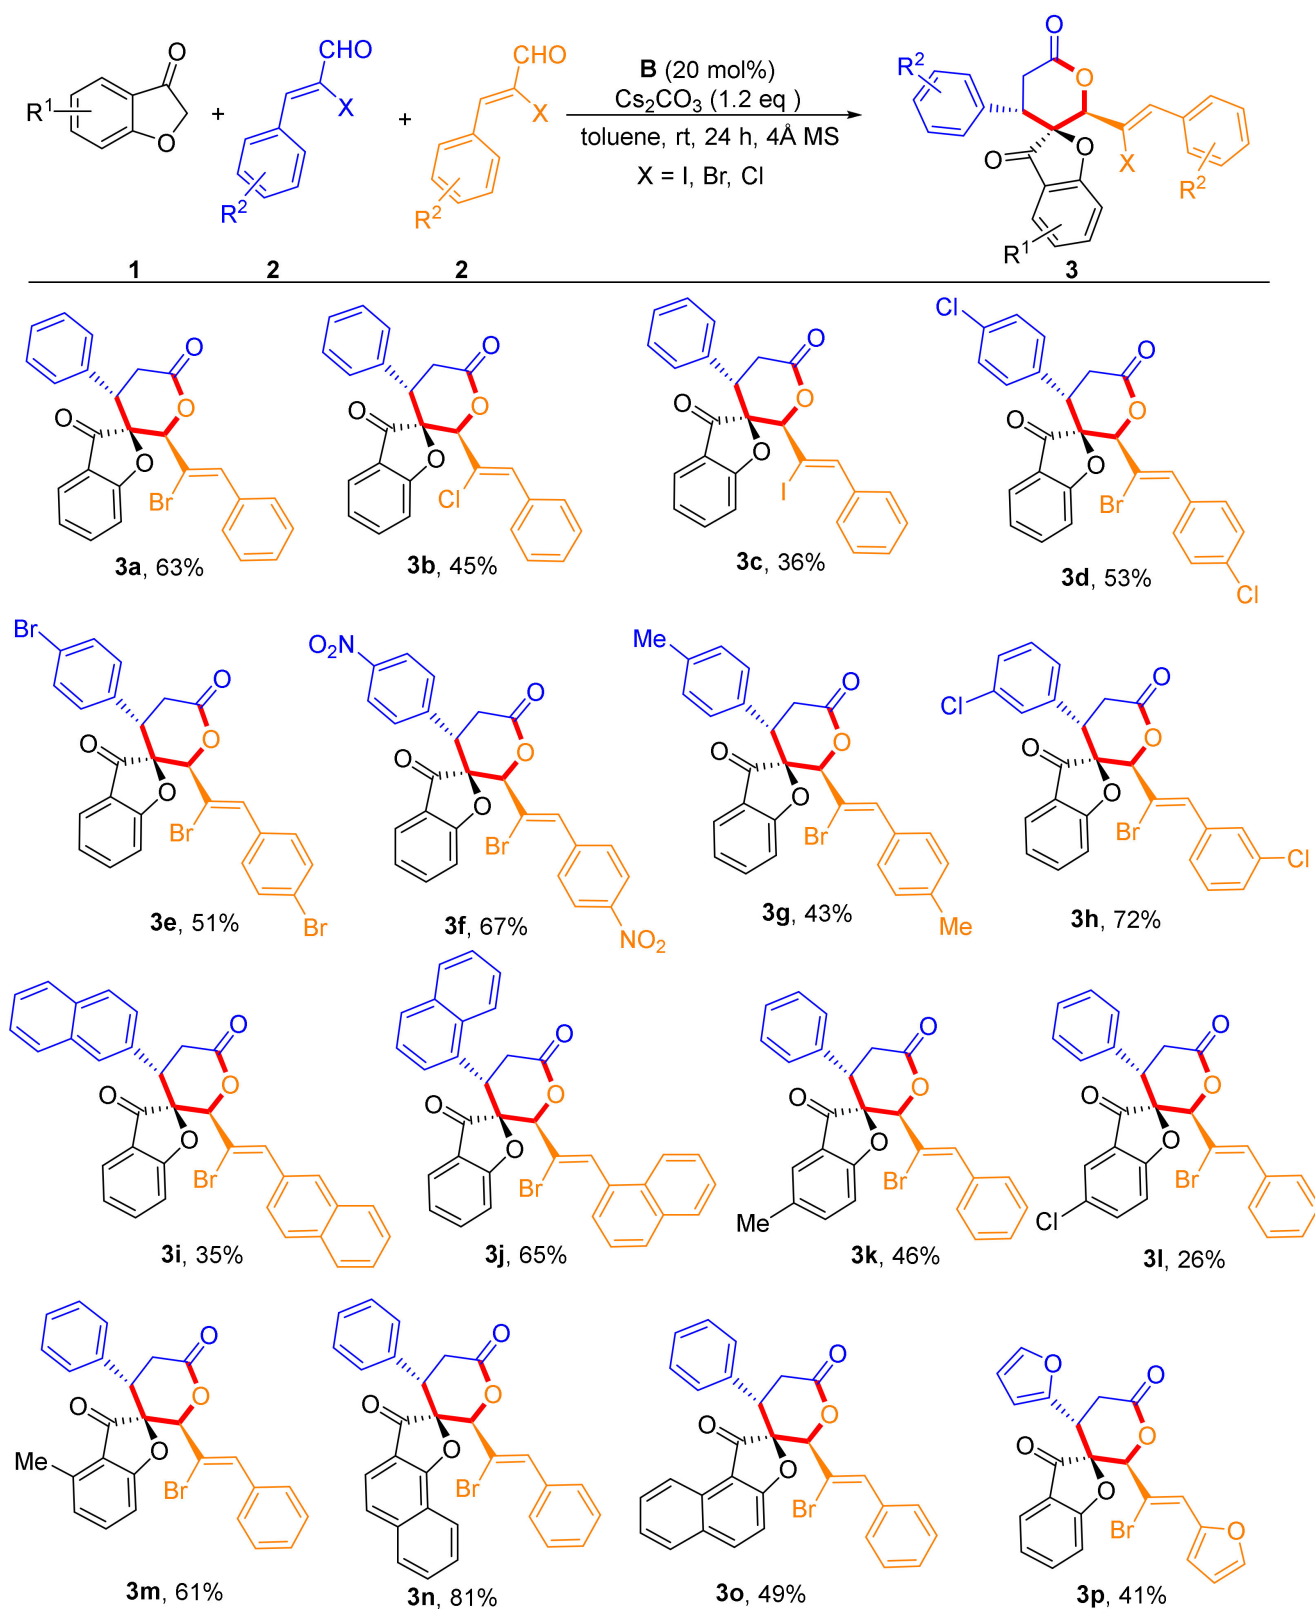 O
R¹
O
+
CHO
X
R²
+
CHO
X
R²
B (20 mol%)
Cs₂CO₃ (1.2 eq )
toluene, rt, 24 h, 4Å MS
X = I, Br, Cl
O
R²
O
O
O
X
R²
R¹
1
2
2
3
O
O
O
O
Br
3a, 63%
O
O
O
O
Cl
3b, 45%
O
O
O
O
I
3c, 36%
Cl
O
O
O
O
Br
Cl
3d, 53%
Br
O
O
O
O
Br
Br
3e, 51%
NO₂
O
O
O
O
Br
NO₂
3f, 67%
Me
O
O
O
O
Br
Me
3g, 43%
Cl
O
O
O
O
Br
Cl
3h, 72%
O
O
O
O
Br
3i, 35%
O
O
O
O
Br
3j, 65%
O
O
O
O
Br
Me
3k, 46%
O
O
O
O
Br
Cl
3l, 26%
O
O
O
O
Me
Br
3m, 61%
O
O
O
O
Br
3n, 81%
O
O
O
O
Br
3o, 49%
O
O
O
O
O
Br
O
3p, 41%